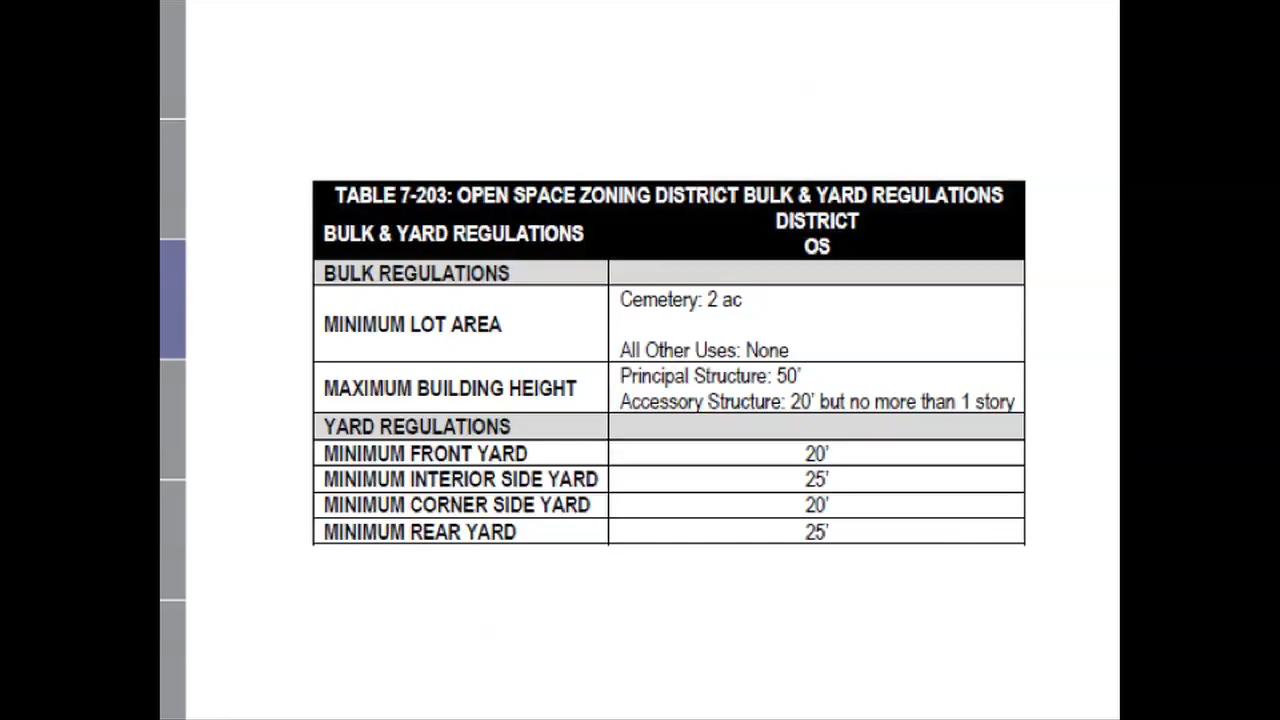 TABLE 7-203: OPEN SPACE ZONING DISTRICT BULK & YARD REGULATIONS
BULK & YARD REGULATIONS
DISTRICT
OS
BULK REGULATIONS
MINIMUM LOT AREA
Cemetery: 2 ac
All Other Uses: None
MAXIMUM BUILDING HEIGHT
Principal Structure: 50’
Accessory Structure: 20’ but no more than 1 story
YARD REGULATIONS
MINIMUM FRONT YARD 20’
MINIMUM INTERIOR SIDE YARD 25’
MINIMUM CORNER SIDE YARD 20’
MINIMUM REAR YARD 25’